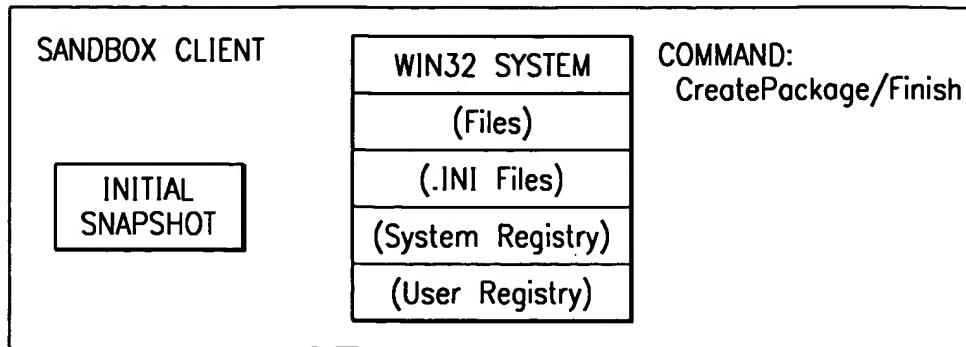 SANDBOX CLIENT
INITIAL
SNAPSHOT
WIN32 SYSTEM
(Files)
(.INI Files)
(System Registry)
(User Registry)
COMMAND:
CreatePackage/Finish